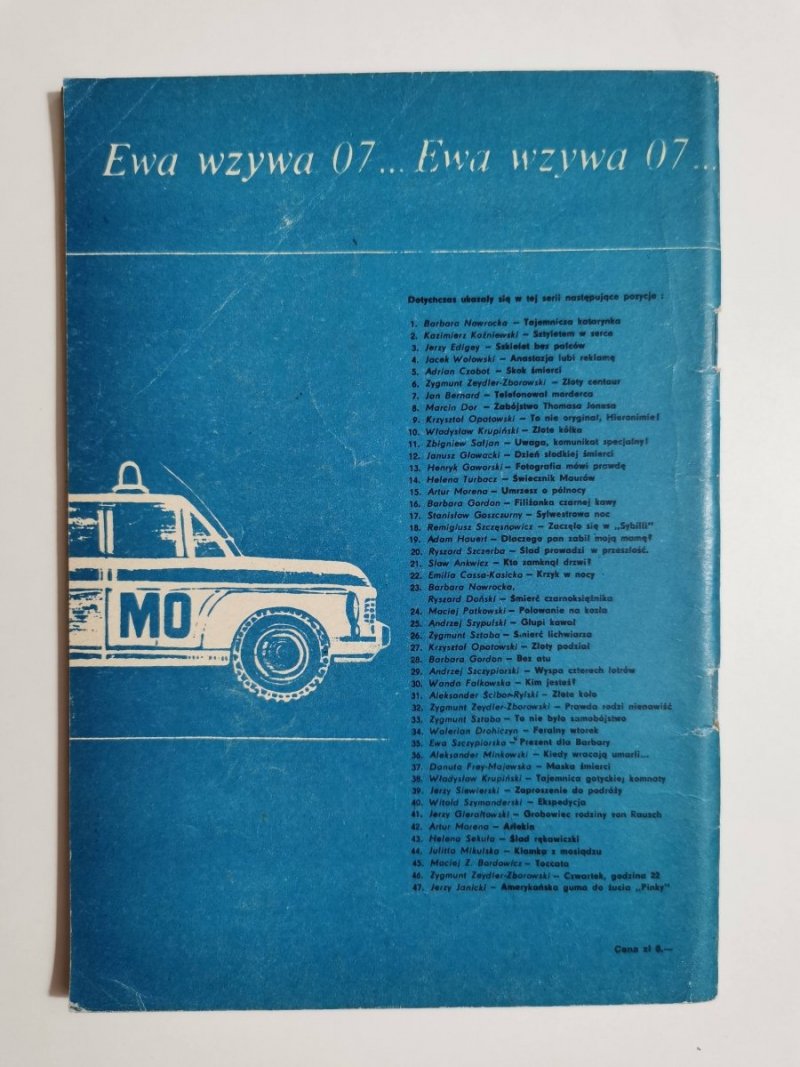 Ewa wzywa 07... Ewa wzywa 07...
Dotychczas ukazały się w tej serii następujące pozycje :
1. Barbara Nawrocka – Tajemnicza katarynka
2. Kazimierz Koźniewski – Sztyletem w serce
3. Jerzy Edigey – Szkielet bez palców
4. Jacek Wołowski – Anastazja lubi reklamę
5. Adrian Czobot – Skok śmierci
6. Zygmunt Zeydler-Zborowski – Złoty centaur
7. Jan Bernard – Telefonował morderca
8. Marcin Dor – Zabójstwo Thomasa Jonasa
9. Krzysztof Opatowski – To nie oryginał, Hieronimie!
10. Władysław Krupiński – Złote kółka
11. Zbigniew Safjan – Uwaga, komunikat specjalny!
12. Janusz Głowacki – Dzień słodkiej śmierci
13. Henryk Gaworski – Fotografia mówi prawdę
14. Helena Turbacz – Świecznik Maurów
15. Artur Morena – Umrzesz o północy
16. Barbara Gordon – Filiżanka czarnej kawy
17. Stanisław Goszczurny – Sylwestrowa noc
18. Remigiusz Szczęsnowicz – Zaczęło się w „Sybilli"
19. Adam Hauert – Dlaczego pan zabił moją mamę?
20. Ryszard Szczerba – Ślad prowadzi w przeszłość.
21. Sław Ankwicz – Kto zamknął drzwi?
22. Emilia Cassa-Kasicka – Krzyk w nocy
23. Barbara Nawrocka,
Ryszard Doński – Śmierć czarnoksiężnika
24. Maciej Patkowski – Polowanie na kozła
25. Andrzej Szypulski – Głupi kawał
26. Zygmunt Sztaba – Śmierć lichwiarza
27. Krzysztof Opatowski – Złoty podział
28. Barbara Gordon – Bez atu
29. Andrzej Szczypiorski – Wyspa czterech łotrów
30. Wanda Falkowska – Kim jesteś?
31. Aleksander Ścibor-Rylski – Złote koło
32. Zygmunt Zeydler-Zborowski – Prawda rodzi nienawiść
33. Zygmunt Sztaba – To nie było samobójstwo
34. Walerian Drohiczyn – Feralny wtorek
35. Ewa Szczypiorska – Prezent dla Barbary
36. Aleksander Minkowski – Kiedy wracają umarli...
37. Danuta Frey-Majewska – Maska śmierci
38. Władysław Krupiński – Tajemnica gotyckiej komnaty
39. Jerzy Siewierski – Zaproszenie do podróży
40. Witold Szymanderski – Ekspedycja
41. Jerzy Gierałtowski – Grobowiec rodziny von Rausch
42. Artur Morena – Arlekin
43. Helena Sekuła – Ślad rękawiczki
44. Julitta Mikulska – Klamka z mosiądzu
45. Maciej Z. Bordowicz – Toccata
46. Zygmunt Zeydler-Zborowski – Czwartek, godzina 22
47. Jerzy Janicki – Amerykańska guma do żucia „Pinky"
MO
Cena zł 8.—